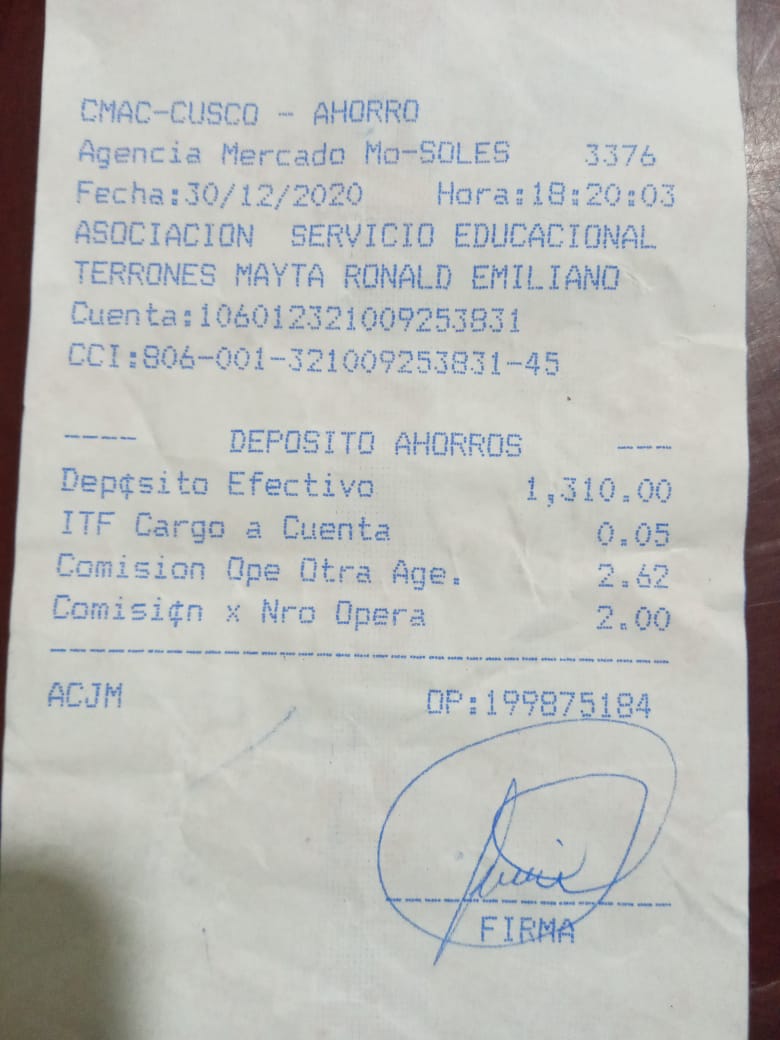 CMAC-CUSCO - AHORRO
Agencia Mercado Mo-SOLES 3376
Fecha:30/12/2020 Hora:18:20:03
ASOCIACION SERVICIO EDUCACIONAL
TERRONES MAYTA RONALD EMILIANO
Cuenta:106012321009253831
CCI:806-001-321009253831-45
---- DEPOSITO AHORROS ---
Dep¢sito Efectivo 1,310.00
ITF Cargo a Cuenta 0.05
Comision Ope Otra Age. 2.62
Comisi¢n x Nro Opera 2.00
ACJM OP:199875184
FIRMA